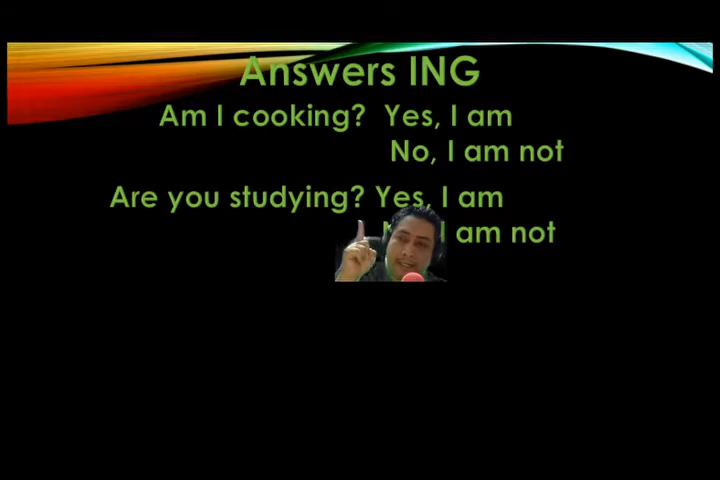 Answers ING
Am I cooking? Yes, I am
No, I am not
Are you studying? Yes, I am
I am not